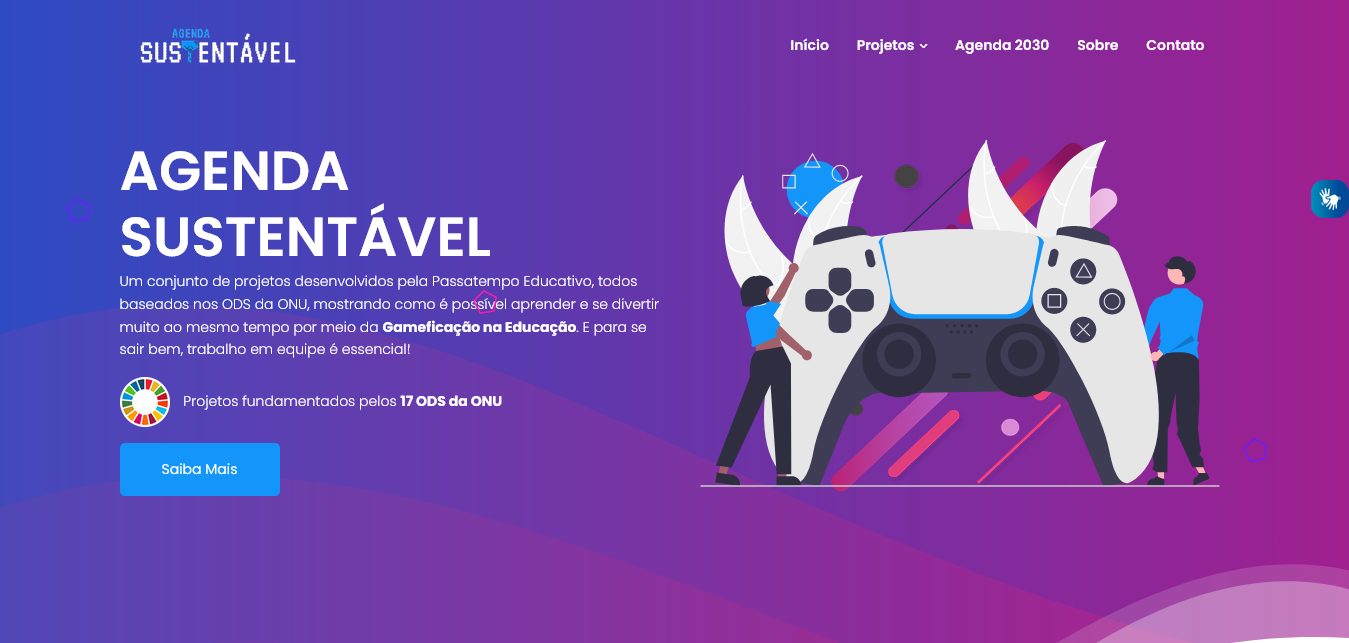 AGENDA
SUSTENTÁVEL
Início Projetos Agenda 2030 Sobre Contato
AGENDA
SUSTENTÁVEL
Um conjunto de projetos desenvolvidos pela Passatempo Educativo, todos
baseados nos ODS da ONU, mostrando como é possível aprender e se divertir
muito ao mesmo tempo por meio da Gameficação na Educação. E para se
sair bem, trabalho em equipe é essencial!
Projetos fundamentados pelos 17 ODS da ONU
Saiba Mais